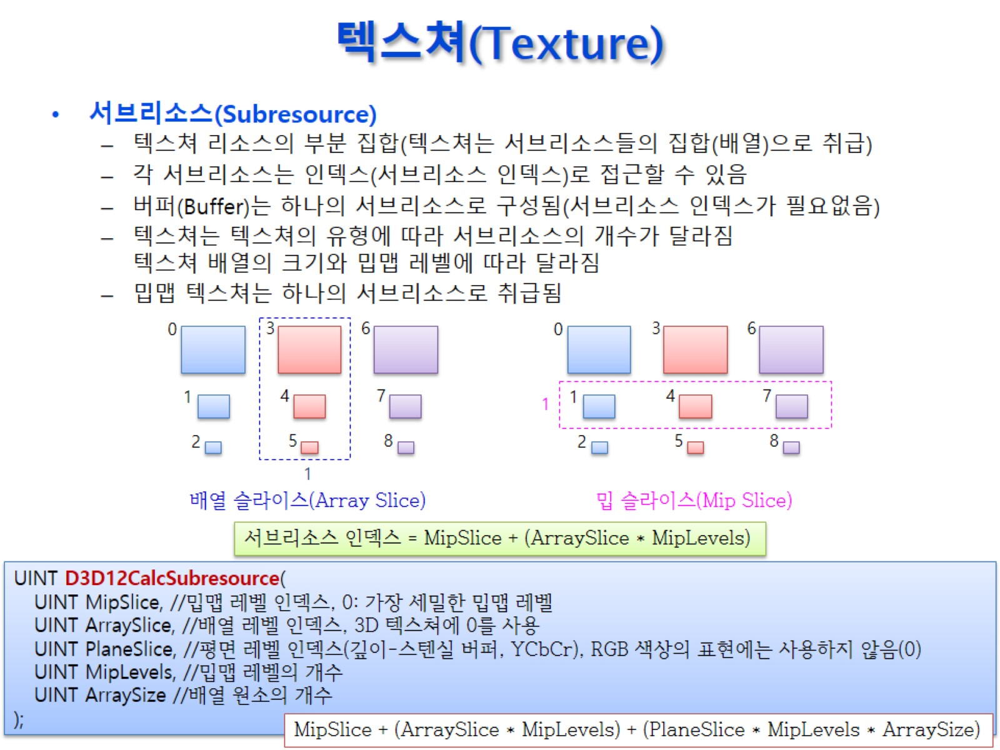 텍스쳐(Texture)
• 서브리소스(Subresource)
– 텍스쳐 리소스의 부분 집합(텍스쳐는 서브리소스들의 집합(배열)으로 취급)
– 각 서브리소스는 인덱스(서브리소스 인덱스)로 접근할 수 있음
– 버퍼(Buffer)는 하나의 서브리소스로 구성됨(서브리소스 인덱스가 필요없음)
– 텍스쳐는 텍스쳐의 유형에 따라 서브리소스의 개수가 달라짐
텍스쳐 배열의 크기와 밉맵 레벨에 따라 달라짐
– 밉맵 텍스쳐는 하나의 서브리소스로 취급됨
0 3 6
1 4 7
2 5 8
1
배열 슬라이스(Array Slice)
0 3 6
1 1 4 7
2 5 8
밉 슬라이스(Mip Slice)
서브리소스 인덱스 = MipSlice + (ArraySlice * MipLevels)
UINT D3D12CalcSubresource(
UINT MipSlice, //밉맵 레벨 인덱스, 0: 가장 세밀한 밉맵 레벨
UINT ArraySlice, //배열 레벨 인덱스, 3D 텍스쳐에 0를 사용
UINT PlaneSlice, //평면 레벨 인덱스(깊이-스텐실 버퍼, YCbCr), RGB 색상의 표현에는 사용하지 않음(0)
UINT MipLevels, //밉맵 레벨의 개수
UINT ArraySize //배열 원소의 개수
);
MipSlice + (ArraySlice * MipLevels) + (PlaneSlice * MipLevels * ArraySize)